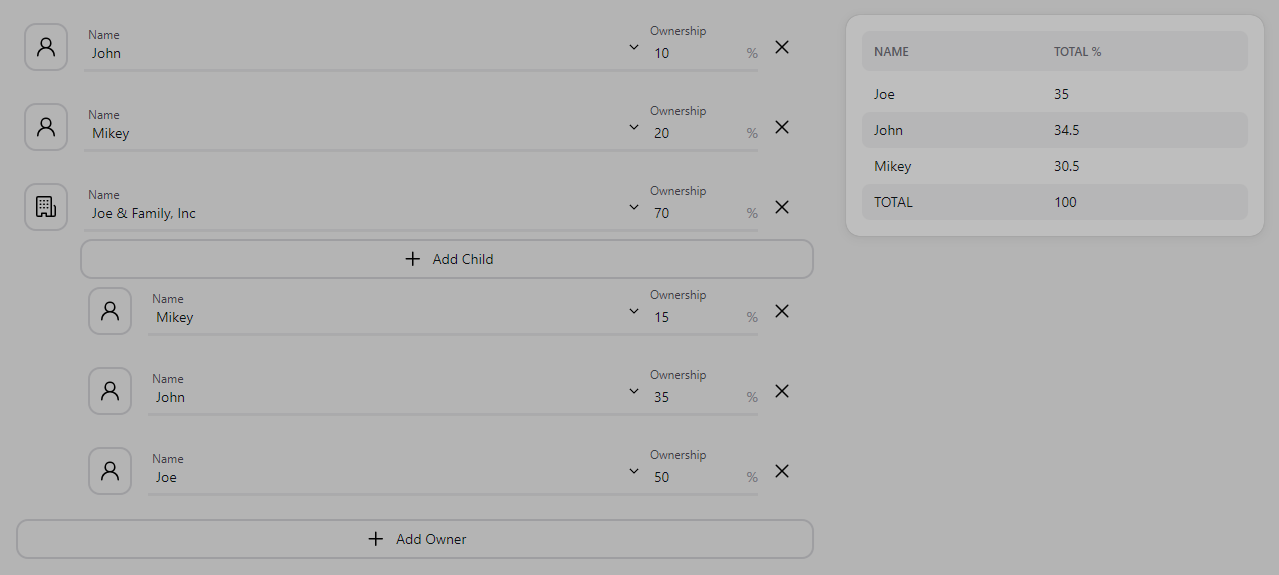 Name Ownership
John 10 %
Name Ownership
Mikey 20 %
Name Ownership
Joe & Family, Inc 70 %
Add Child
Name Ownership
Mikey 15 %
Name Ownership
John 35 %
Name Ownership
Joe 50 %
Add Owner
NAME TOTAL %
Joe 35
John 34.5
Mikey 30.5
TOTAL 100